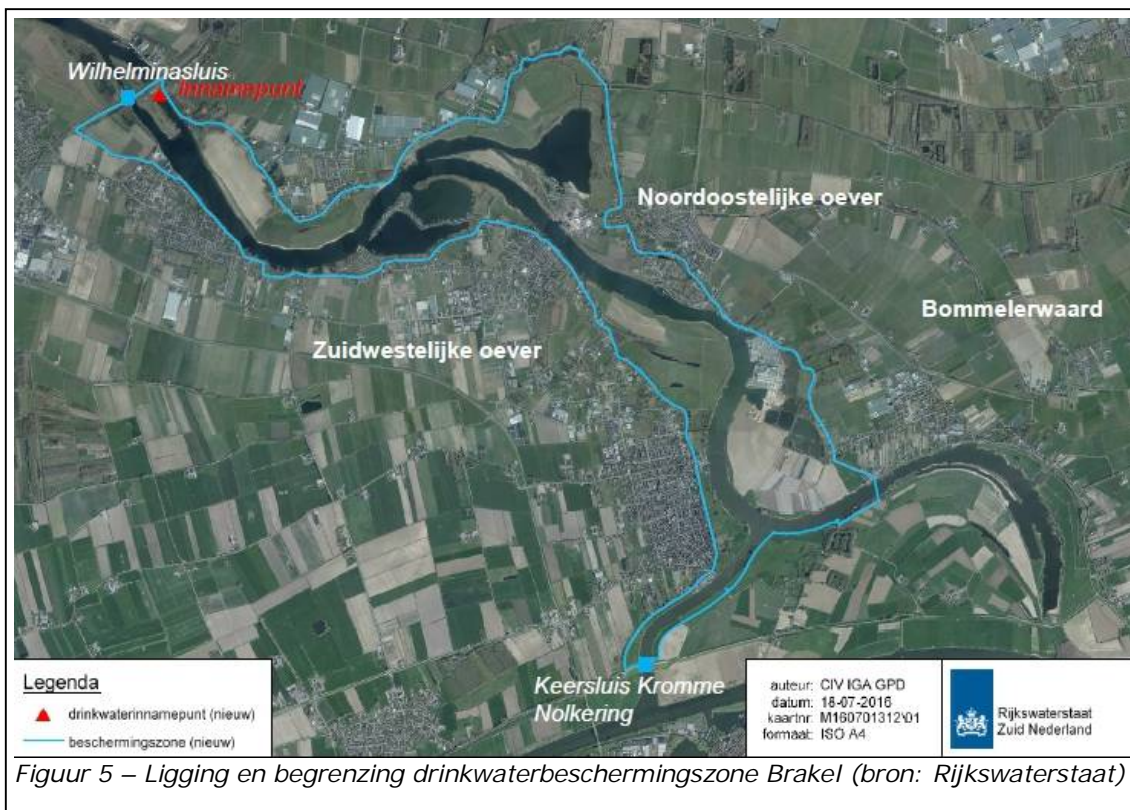 Wilhelminasluis
Innamepunt
Noordoostelijke oever
Bommelerwaard
Zuidwestelijke oever
Keersluis Kromme
Nolkering
Legenda
drinkwaterinnamepunt (nieuw)
beschermingszone (nieuw)
auteur: CIV IGA GPD
datum: 18-07-2016
kaartnr: M160701312\01
formaat: ISO A4
Rijkswaterstaat
Zuid Nederland
Figuur 5 – Ligging en begrenzing drinkwaterbeschermingszone Brakel (bron: Rijkswaterstaat)